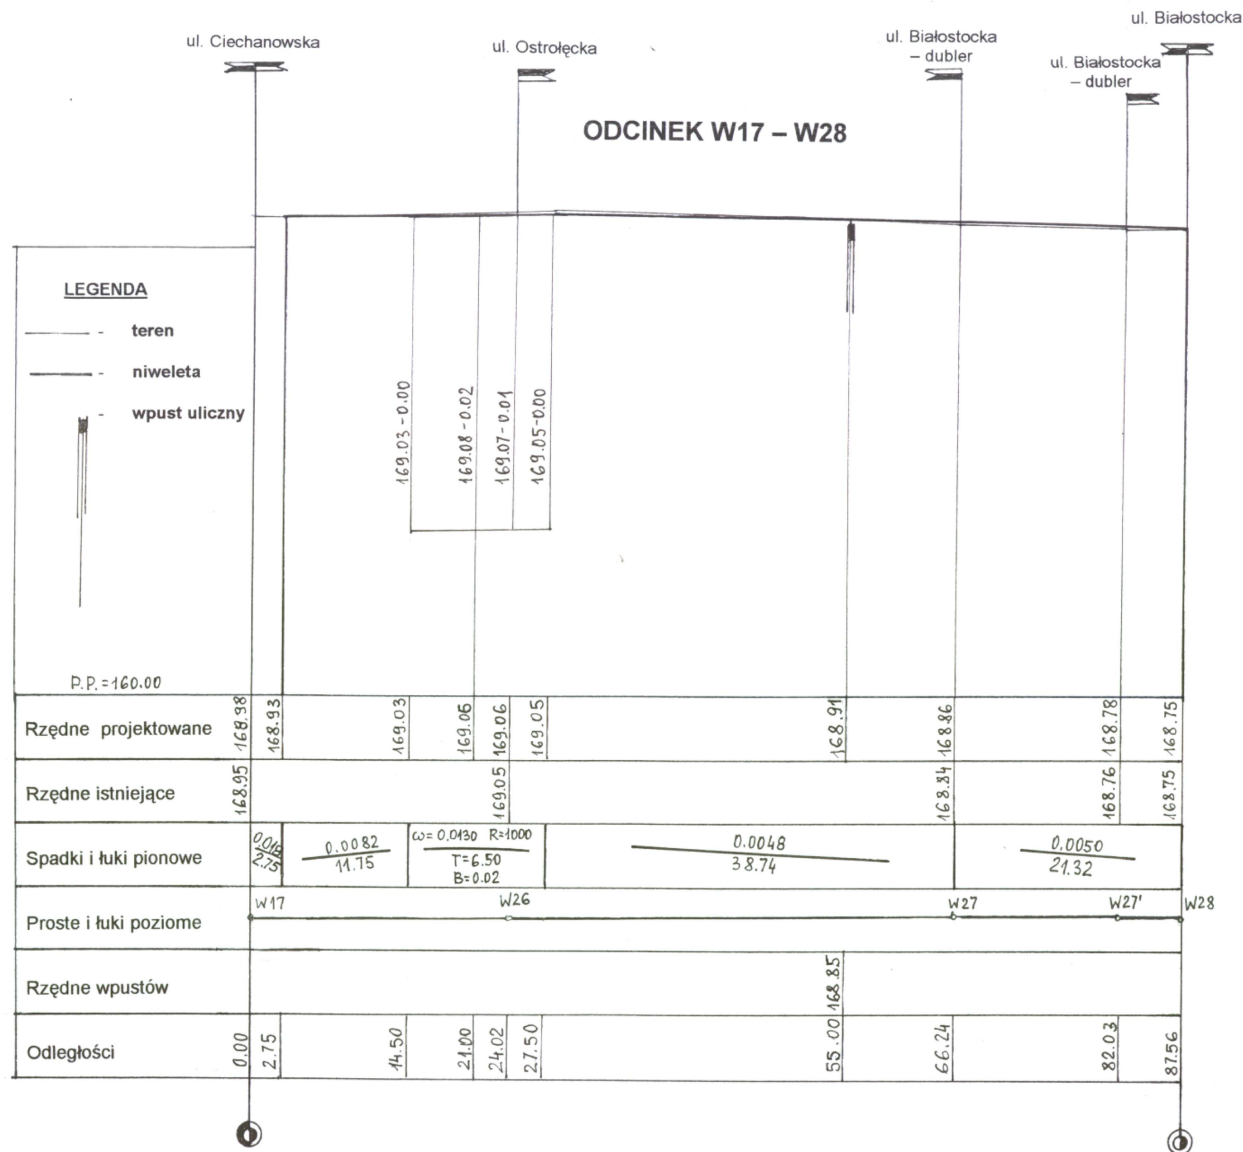 ul. Ciechanowska
ul. Ostrołęcka
ul. Białostocka
– dubler
ul. Białostocka
– dubler
ul. Białostocka
ODCINEK W17 – W28
LEGENDA
- teren
- niweleta
- wpust uliczny
169.03 - 0.00
169.08 - 0.02
169.07 - 0.01
169.05 - 0.00
P.P. = 160.00
Rzędne projektowane
168.98
168.93
169.03
169.06
169.06
169.05
168.91
168.86
168.78
168.75
Rzędne istniejące
168.95
169.05
168.84
168.76
168.75
Spadki i łuki pionowe
0.018
2.75
0.0082
11.75
ω= 0.0130 R=1000
T=6.50
B=0.02
0.0048
38.74
0.0050
21.32
Proste i łuki poziome
W17
W26
W27
W27'
W28
Rzędne wpustów
168.85
Odległości
0.00
2.75
14.50
21.00
24.02
27.50
55.00
66.24
82.03
87.56